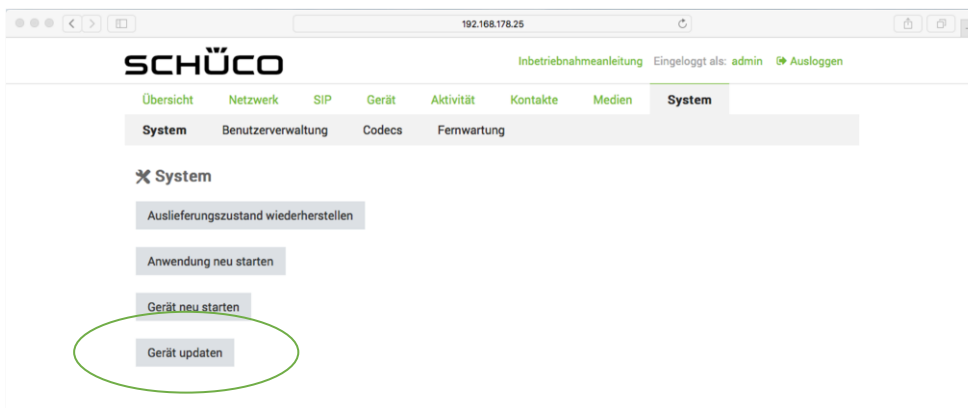 192.168.178.25
SCHÜCO
Inbetriebnahmeanleitung Eingeloggt als: admin Ausloggen
Übersicht Netzwerk SIP Gerät Aktivität Kontakte Medien System
System Benutzerverwaltung Codecs Fernwartung
System
Auslieferungszustand wiederherstellen
Anwendung neu starten
Gerät neu starten
Gerät updaten